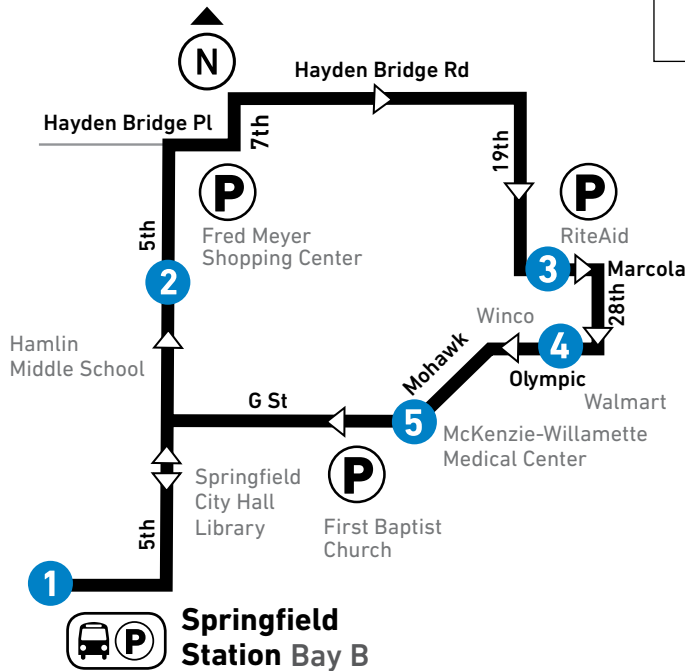 N
Hayden Bridge Rd
Hayden Bridge Pl
7th
19th
P
Fred Meyer
Shopping Center
P
RiteAid
5th
2
3
Marcola
28th
Hamlin
Middle School
Winco
4
Mohawk
Olympic
Walmart
G St
5
McKenzie-Willamette
Medical Center
P
First Baptist
Church
Springfield
City Hall
Library
5th
1
P
Springfield
Station Bay B